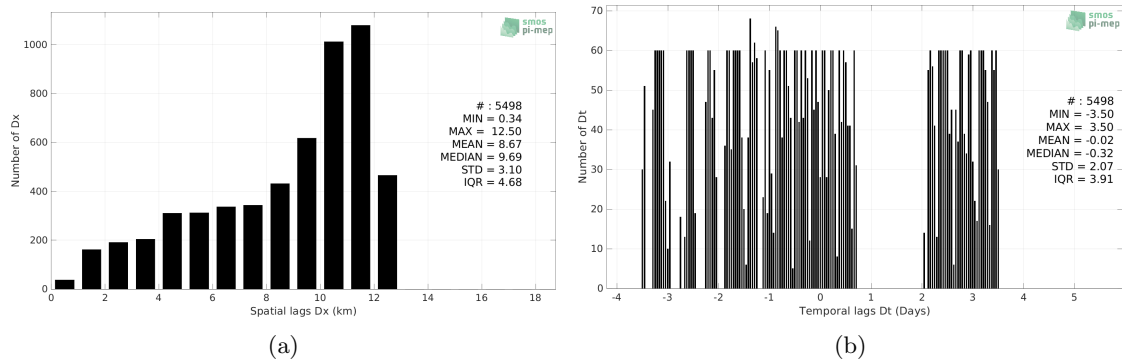 1000
800
600
400
200
0
Number of Dx
0 2 4 6 8 10 12 14 16 18
Spatial lags Dx (km)
smos
pi-mep
# : 5498
MIN = 0.34
MAX = 12.50
MEAN = 8.67
MEDIAN = 9.69
STD = 3.10
IQR = 4.68
(a)
70
60
50
40
30
20
10
0
Number of Dt
-4 -3 -2 -1 0 1 2 3 4 5
Temporal lags Dt (Days)
smos
pi-mep
# : 5498
MIN = -3.50
MAX = 3.50
MEAN = -0.02
MEDIAN = -0.32
STD = 2.07
IQR = 3.91
(b)